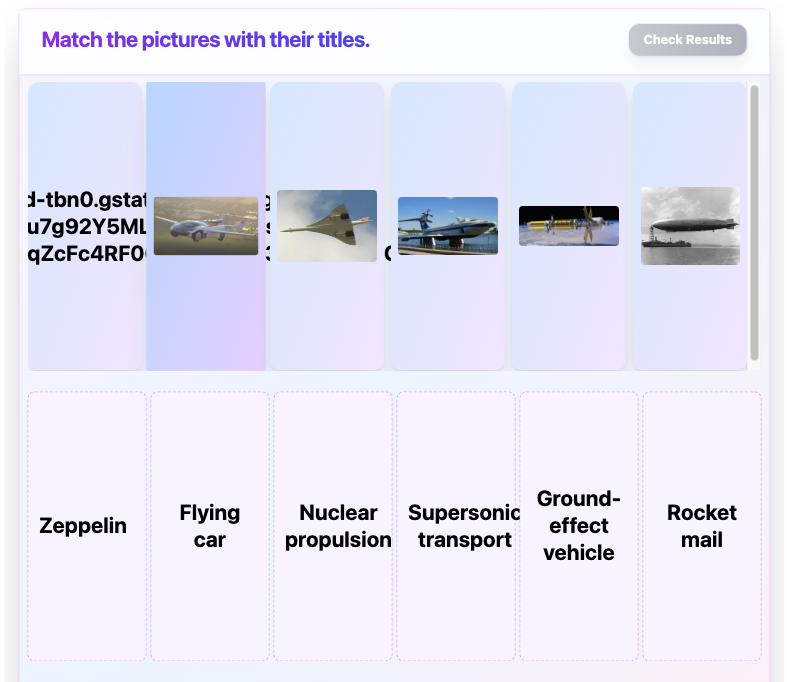 Match the pictures with their titles.
Check Results
d-tbn0.gstat
u7g92Y5ML
qZcFc4RF0
Zeppelin
Flying
car
Nuclear
propulsion
Supersonic
transport
Ground-
effect
vehicle
Rocket
mail